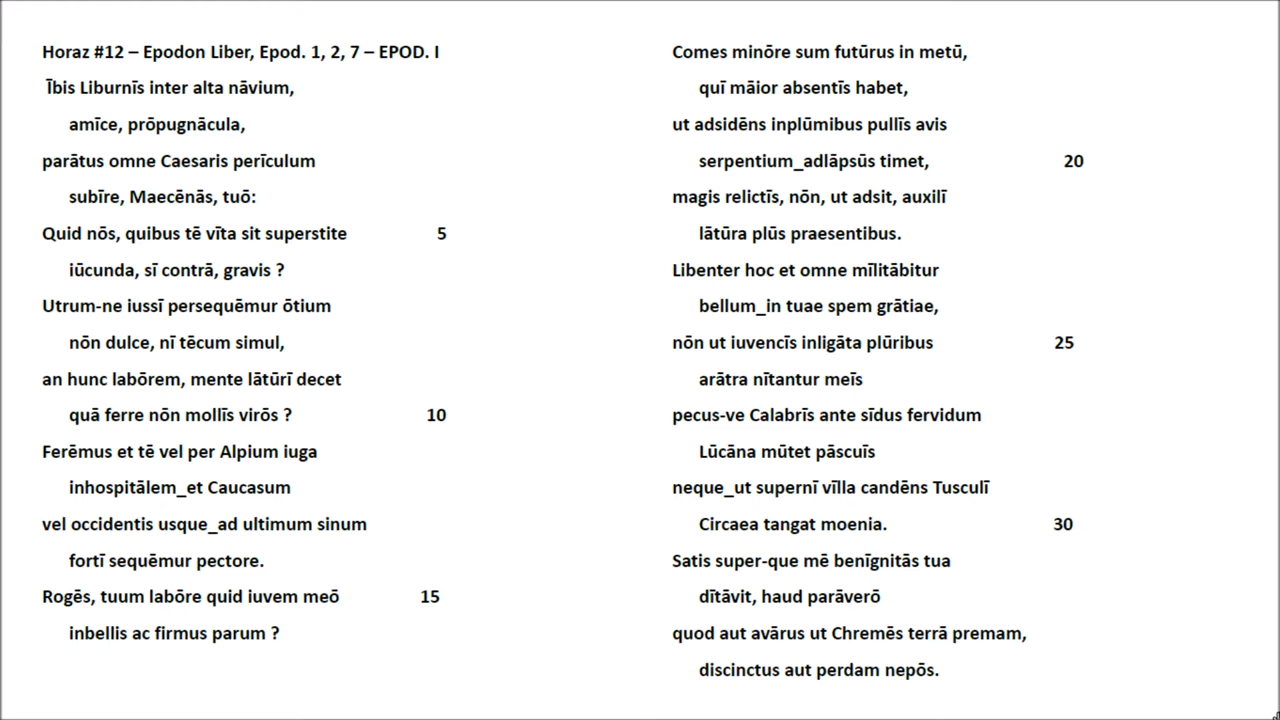 Horaz #12 – Epodon Liber, Epod. 1, 2, 7 – EPOD. I
Ībis Liburnīs inter alta nāvium,
amīce, prōpugnācula,
parātus omne Caesaris perīculum
subīre, Maecēnās, tuō:
Quid nōs, quibus tē vīta sit superstite 5
iūcunda, sī contrā, gravis ?
Utrum-ne iussī persequēmur ōtium
nōn dulce, nī tēcum simul,
an hunc labōrem, mente lātūrī decet
quā ferre nōn mollīs virōs ? 10
Ferēmus et tē vel per Alpium iuga
inhospitālem_et Caucasum
vel occidentis usque_ad ultimum sinum
fortī sequēmur pectore.
Rogēs, tuum labōre quid iuvem meō 15
inbellis ac firmus parum ?
Comes minōre sum futūrus in metū,
quī māior absentīs habet,
ut adsidēns inplūmibus pullīs avis
serpentium_adlāpsūs timet, 20
magis relictīs, nōn, ut adsit, auxilī
lātūra plūs praesentibus.
Libenter hoc et omne mīlitābitur
bellum_in tuae spem grātiae,
nōn ut iuvencīs inligāta plūribus 25
arātra nītantur meīs
pecus-ve Calabrīs ante sīdus fervidum
Lūcāna mūtet pāscuīs
neque_ut supernī vīlla candēns Tusculī
Circaea tangat moenia. 30
Satis super-que mē benīgnitās tua
dītāvit, haud parāverō
quod aut avārus ut Chremēs terrā premam,
discinctus aut perdam nepōs.